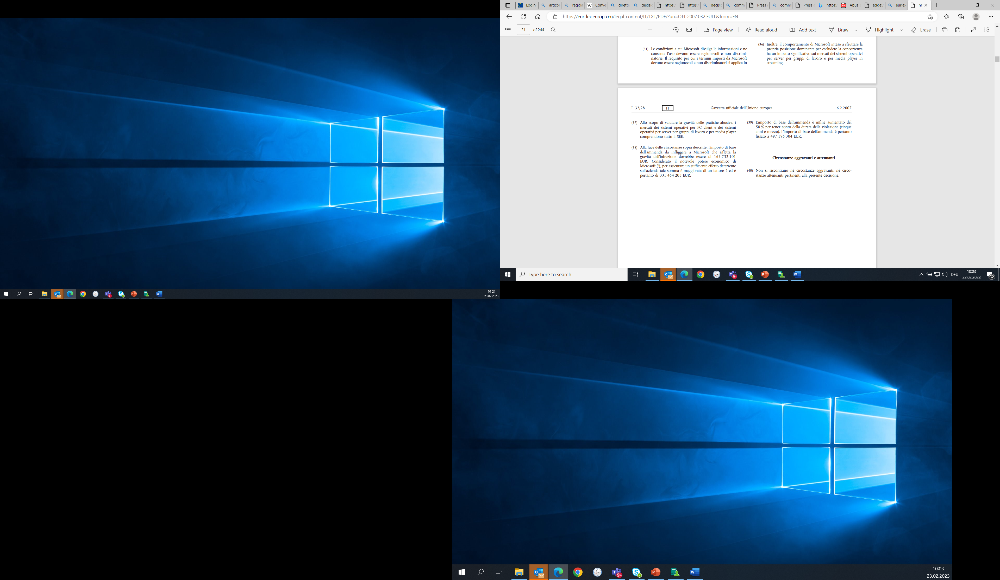 10:03
23.02.2023
Login
articol
regola
Conve
diretti
decisio
https:/
https:/
decisio
comm
Press
comm
Press
https:/
Abus_
edge:/
eurlex
ht
https://eur-lex.europa.eu/legal-content/IT/TXT/PDF/?uri=OJ:L:2007:032:FULL&from=EN
31 of 244
Page view
Read aloud
Add text
Draw
Highlight
Erase
(31) Le condizioni a cui Microsoft divulga le informazioni e ne
consente l'uso devono essere ragionevoli e non discrimi-
natorie. Il requisito per cui i termini imposti da Microsoft
devono essere ragionevoli e non discriminatori si applica in
(36) Inoltre, il comportamento di Microsoft inteso a sfruttare la
propria posizione dominante per escludere la concorrenza
ha un impatto significativo sui mercati dei sistemi operativi
per server per gruppi di lavoro e per media player in
streaming.
L 32/28 IT Gazzetta ufficiale dell'Unione europea 6.2.2007
(37) Allo scopo di valutare la gravità delle pratiche abusive, i
mercati dei sistemi operativi per PC client e dei sistemi
operativi per server per gruppi di lavoro e per media player
comprendono tutto il SEE.
(38) Alla luce delle circostanze sopra descritte, l'importo di base
dell'ammenda da infliggere a Microsoft che rifletta la
gravità dell'infrazione dovrebbe essere di 165 732 101
EUR. Considerato il notevole potere economico di
Microsoft (⁸), per assicurare un sufficiente effetto deterrente
sull'azienda tale somma è maggiorata di un fattore 2 ed è
pertanto di 331 464 203 EUR.
(39) L'importo di base dell'ammenda è infine aumentato del
50 % per tener conto della durata della violazione (cinque
anni e mezzo). L'importo di base dell'ammenda è pertanto
fissato a 497 196 304 EUR.
Circostanze aggravanti e attenuanti
(40) Non si riscontrano né circostanze aggravanti, né circo-
stanze attenuanti pertinenti alla presente decisione.
Type here to search
DEU
10:03
23.02.2023
32
10:03
23.02.2023